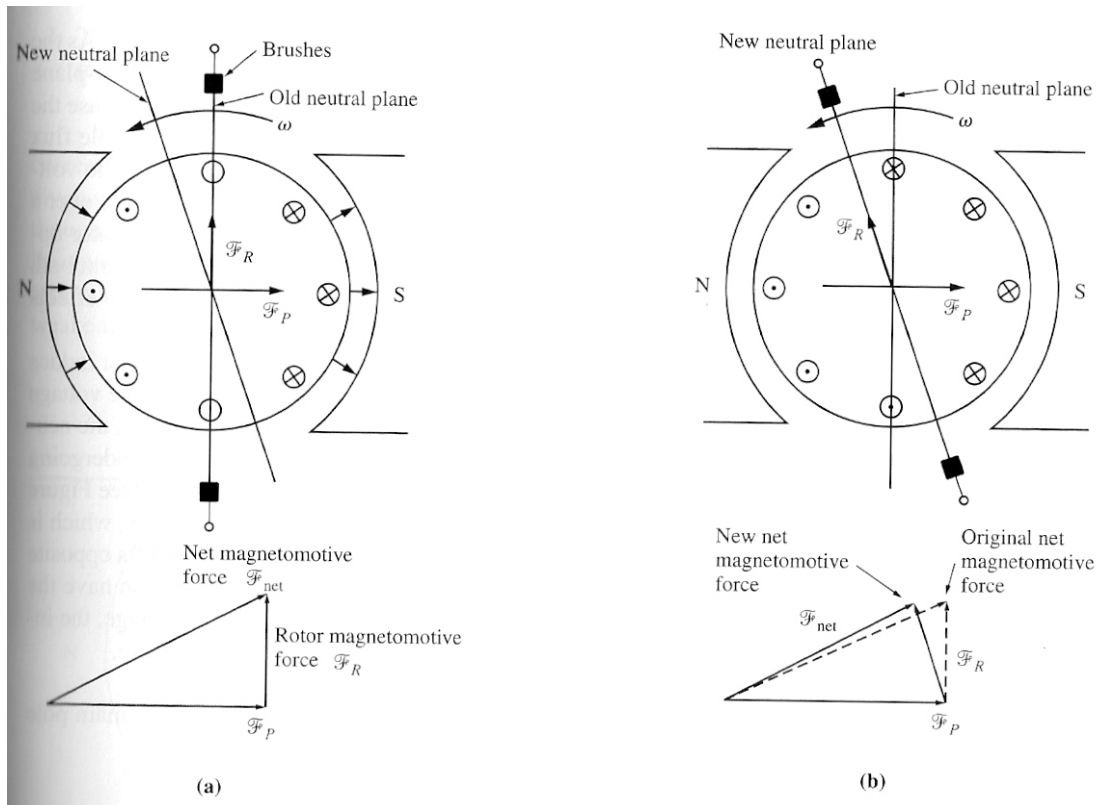 New neutral plane
Brushes
Old neutral plane
ω
N
S
ℱR
ℱP
Net magnetomotive
force ℱnet
Rotor magnetomotive
force ℱR
ℱP
(a)
New neutral plane
Old neutral plane
ω
N
S
ℱR
ℱP
New net
magnetomotive
force
Original net
magnetomotive
force
ℱnet
ℱR
ℱP
(b)